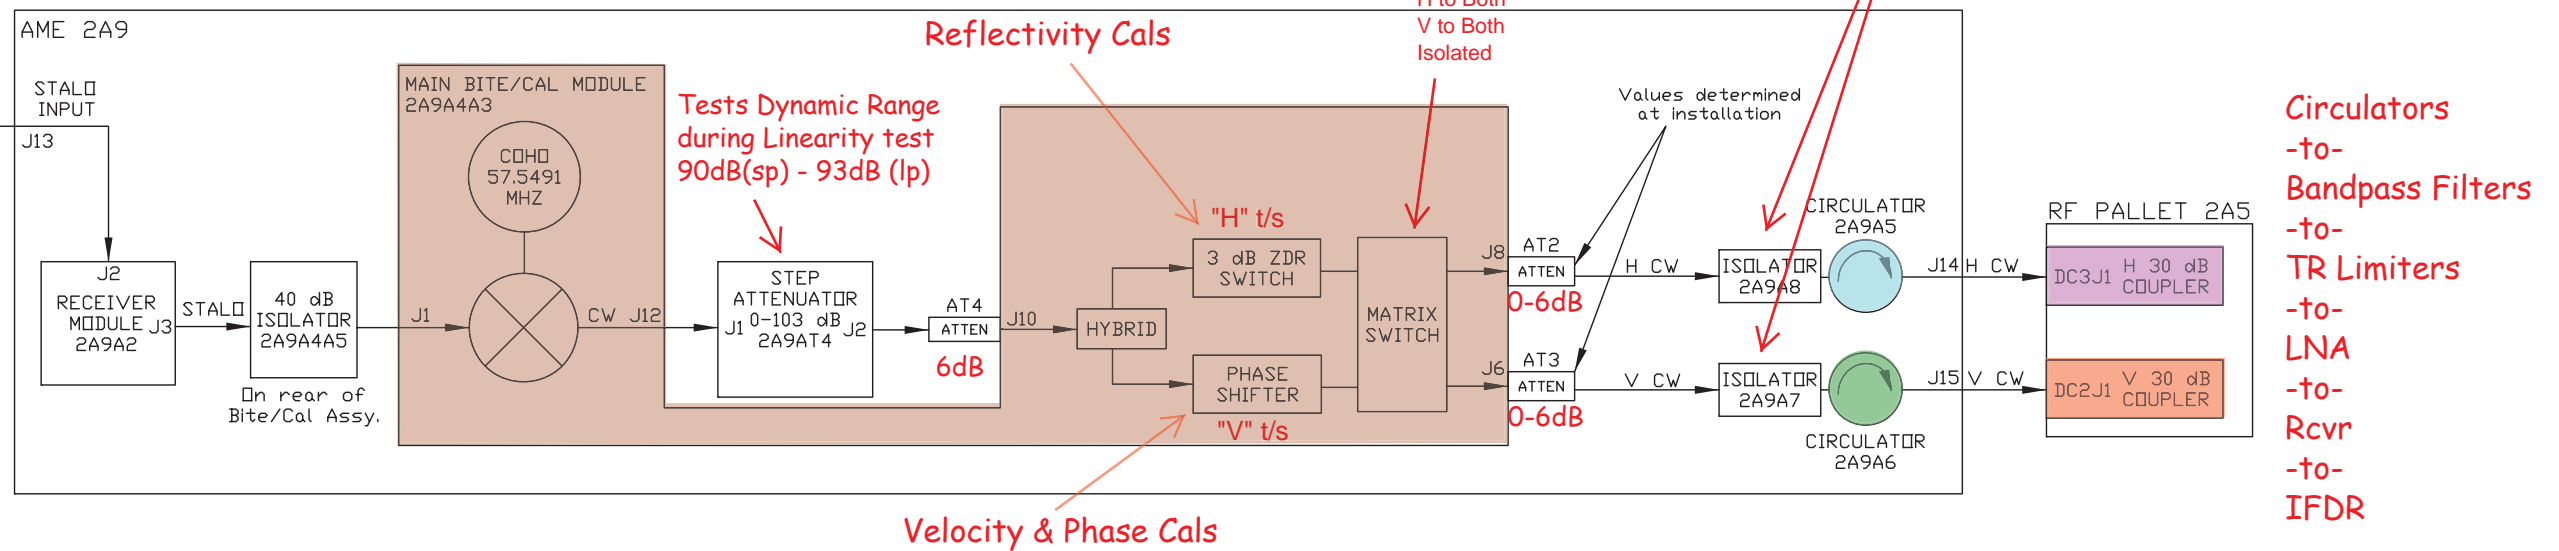 H to Both
V to Both
Isolated
Reflectivity Cals
AME 2A9
STALO
INPUT
J13
MAIN BITE/CAL MODULE
2A9A4A3
COHO
57.5491
MHZ
Tests Dynamic Range
during Linearity test
90dB(sp) - 93dB (lp)
Values determined
at installation
J2
RECEIVER
MODULE
2A9A2
J3
STALO
40 dB
ISOLATOR
2A9A4A5
On rear of
Bite/Cal Assy.
J1
CW
J12
STEP
ATTENUATOR
0-103 dB
2A9AT4
J1
J2
AT4
ATTEN
6dB
J10
HYBRID
"H" t/s
3 dB ZDR
SWITCH
PHASE
SHIFTER
"V" t/s
Velocity & Phase Cals
MATRIX
SWITCH
J8
AT2
ATTEN
0-6dB
H CW
ISOLATOR
2A9A8
CIRCULATOR
2A9A5
J14
H CW
J6
AT3
ATTEN
0-6dB
V CW
ISOLATOR
2A9A7
CIRCULATOR
2A9A6
J15
V CW
RF PALLET 2A5
DC3J1
H 30 dB
COUPLER
DC2J1
V 30 dB
COUPLER
Circulators
-to-
Bandpass Filters
-to-
TR Limiters
-to-
LNA
-to-
Rcvr
-to-
IFDR